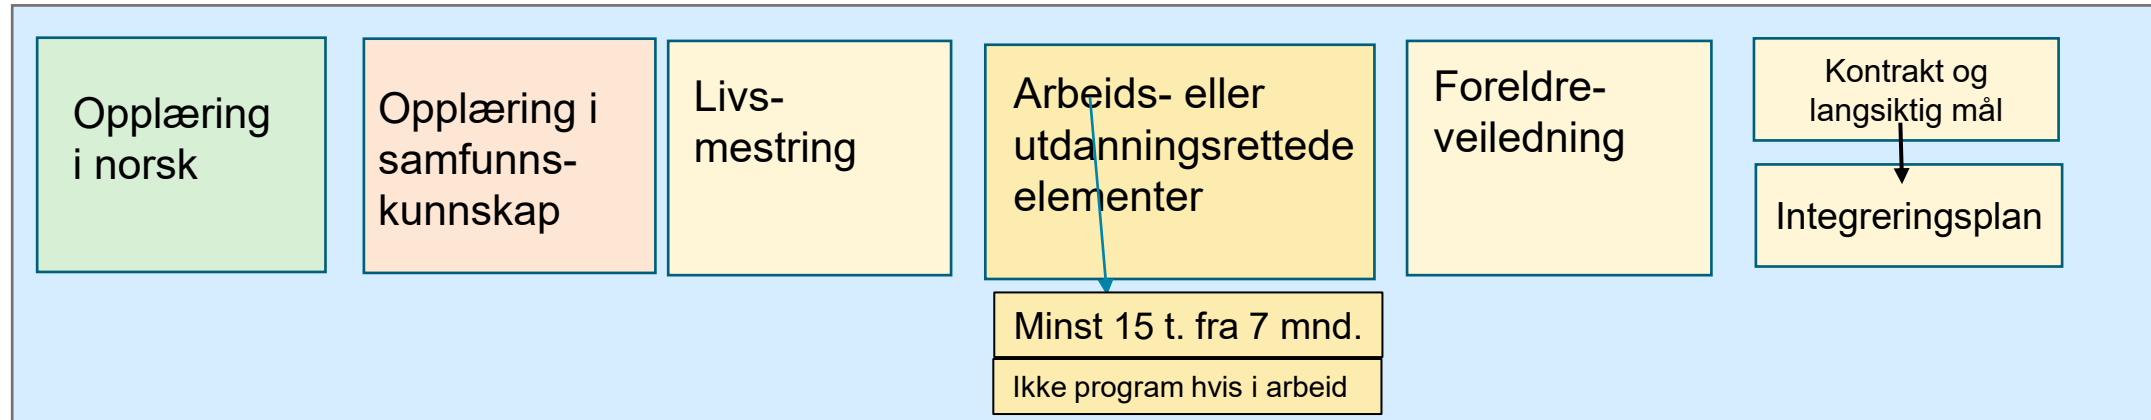 Opplæring
i norsk
Opplæring i
samfunns-
kunnskap
Livs-
mestring
Arbeids- eller
utdanningsrettede
elementer
Minst 15 t. fra 7 mnd.
Ikke program hvis i arbeid
Foreldre-
veiledning
Kontrakt og
langsiktig mål
Integreringsplan